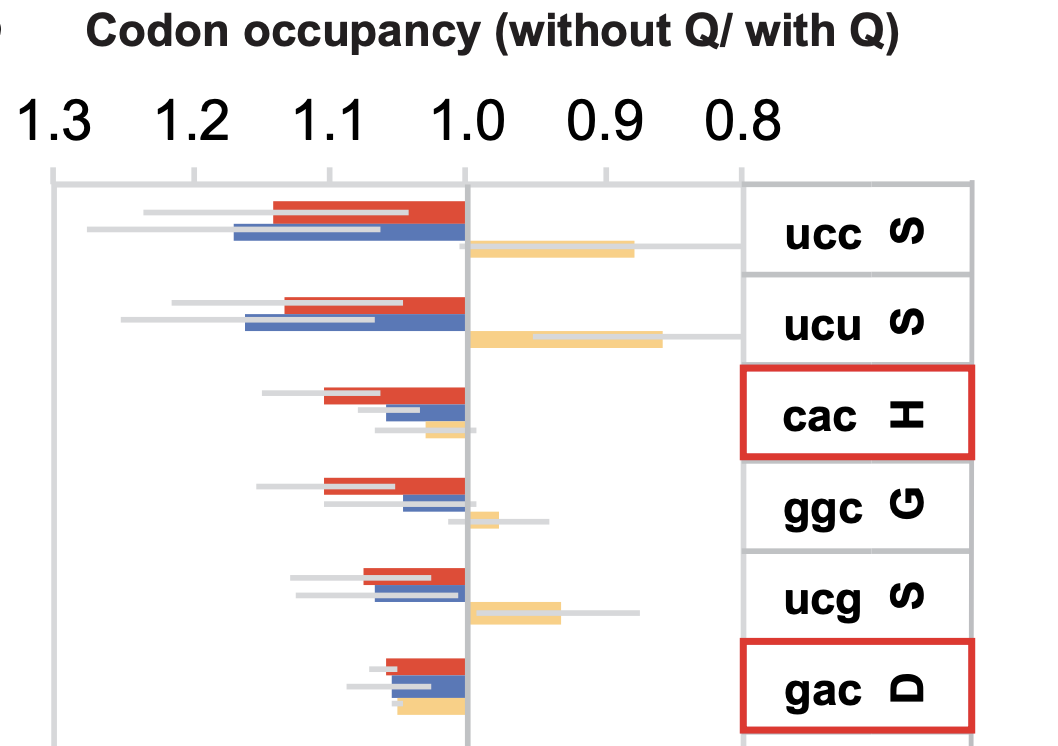 Codon occupancy (without Q/ with Q)
1.3 1.2 1.1 1.0 0.9 0.8
ucc S
ucu S
cac H
ggc G
ucg S
gac D